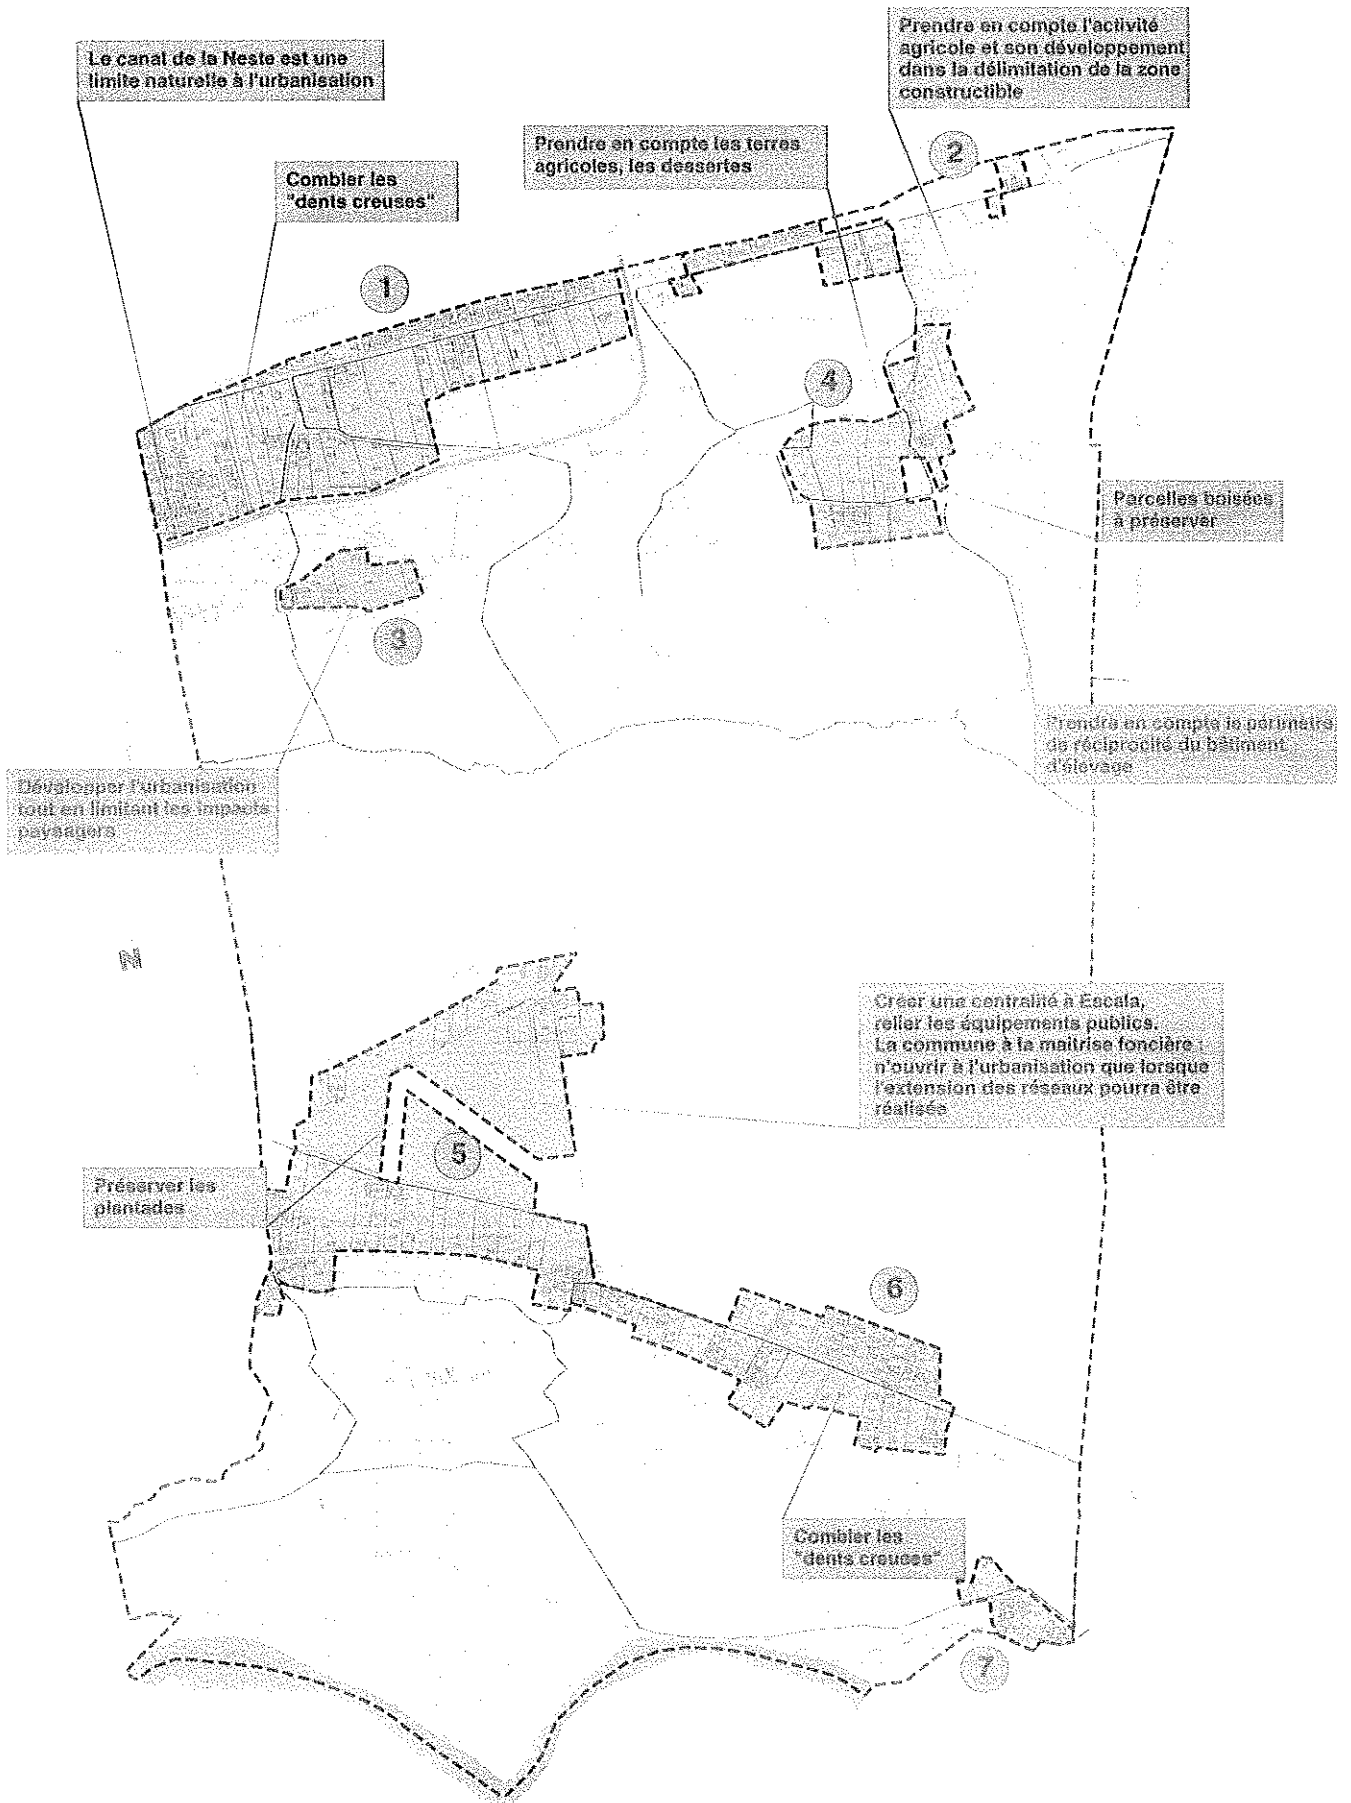 Prendre en compte l'activité
agricole et son développement
dans la délimitation de la zone
constructible
Le canal de la Neste est une
limite naturelle à l'urbanisation
Prendre en compte les terres
agricoles, les dessertes
2
Combler les
"dents creuses"
1
4
Parcelles boisées
à préserver
3
Prendre en compte le périmètre
de réciprocité du bâtiment
d'élevage
Développer l'urbanisation
tout en limitant les impacts
paysagers
N
Créer une centralité à Escala,
relier les équipements publics.
La commune à la maitrise foncière :
n'ouvrir à l'urbanisation que lorsque
l'extension des réseaux pourra être
réalisée
5
Préserver les
plantades
6
Combler les
"dents creuses"
7